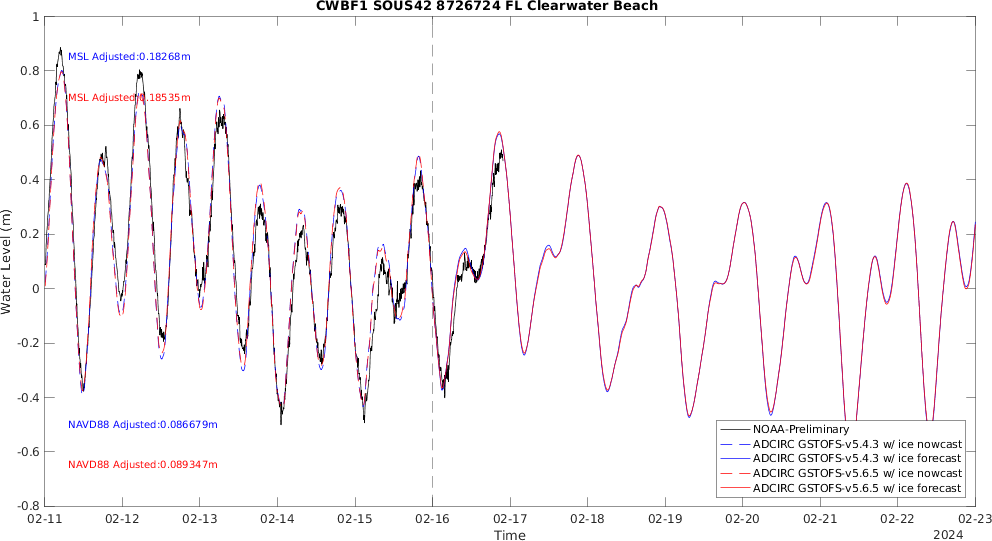 CWBF1 SOUS42 8726724 FL Clearwater Beach
1
0.8
0.6
0.4
0.2
0
-0.2
-0.4
-0.6
-0.8
Water Level (m)
MSL Adjusted:0.18268m
MSL Adjusted:0.18535m
NAVD88 Adjusted:0.086679m
NAVD88 Adjusted:0.089347m
NOAA-Preliminary
ADCIRC GSTOFS-v5.4.3 w/ ice nowcast
ADCIRC GSTOFS-v5.4.3 w/ ice forecast
ADCIRC GSTOFS-v5.6.5 w/ ice nowcast
ADCIRC GSTOFS-v5.6.5 w/ ice forecast
02-11 02-12 02-13 02-14 02-15 02-16 02-17 02-18 02-19 02-20 02-21 02-22 02-23
Time
2024